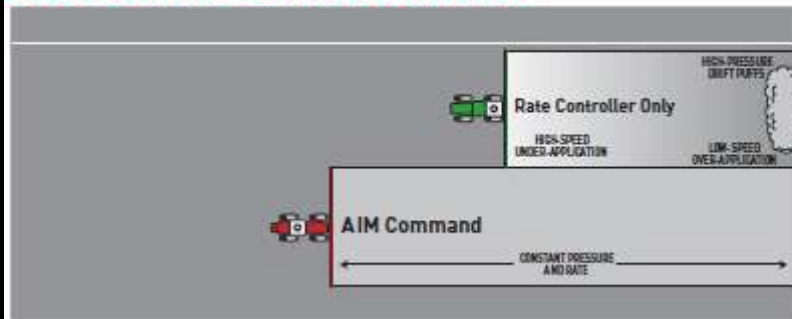 HIGH-PRESSURE
DRIFT PUFFS
Rate Controller Only
HIGH-SPEED
UNDER-APPLICATION
LOW-SPEED
OVER-APPLICATION
AIM Command
CONSTANT PRESSURE
AND RATE